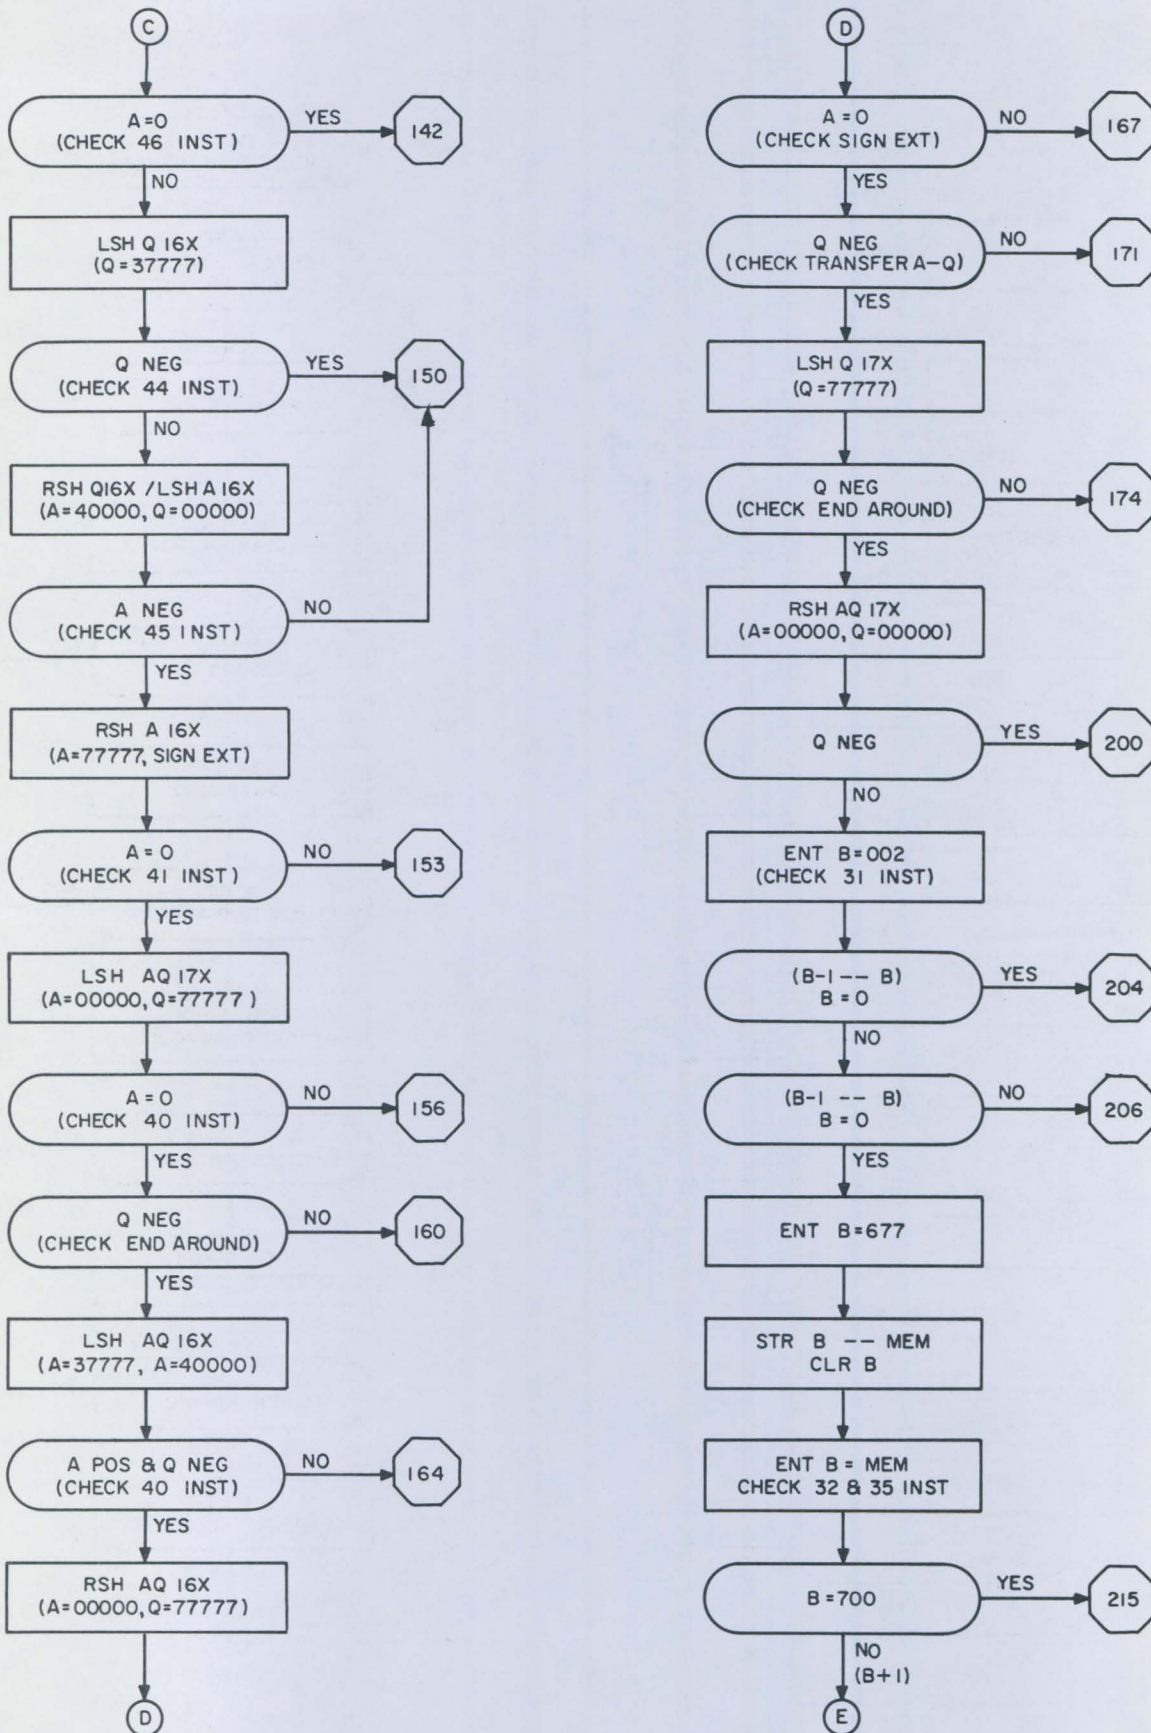 C
A=0
(CHECK 46 INST)
YES
142
NO
LSH Q 16X
(Q=37777)
Q NEG
(CHECK 44 INST)
YES
150
NO
RSH Q16X /LSH A 16X
(A=40000, Q=00000)
A NEG
(CHECK 45 INST)
NO
YES
RSH A 16X
(A=77777, SIGN EXT)
A=0
(CHECK 41 INST)
NO
153
YES
LSH AQ 17X
(A=00000, Q=77777)
A=0
(CHECK 40 INST)
NO
156
YES
Q NEG
(CHECK END AROUND)
NO
160
YES
LSH AQ 16X
(A=37777, A=40000)
A POS & Q NEG
(CHECK 40 INST)
NO
164
YES
RSH AQ 16X
(A=00000, Q=77777)
D
D
A=0
(CHECK SIGN EXT)
NO
167
YES
Q NEG
(CHECK TRANSFER A-Q)
NO
171
YES
LSH Q 17X
(Q=77777)
Q NEG
(CHECK END AROUND)
NO
174
YES
RSH AQ 17X
(A=00000, Q=00000)
Q NEG
YES
200
NO
ENT B=002
(CHECK 31 INST)
(B-1 -- B)
B=0
YES
204
NO
(B-1 -- B)
B=0
NO
206
YES
ENT B=677
STR B -- MEM
CLR B
ENT B= MEM
CHECK 32 & 35 INST
B=700
YES
215
NO
(B+1)
E